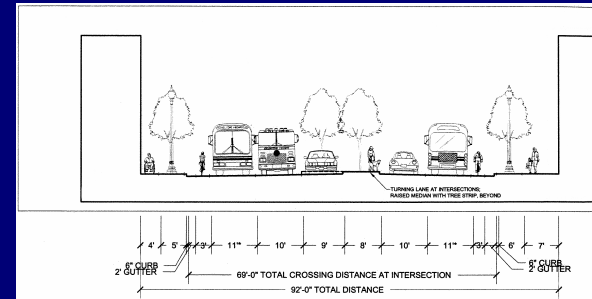 TURNING LANE AT INTERSECTIONS;
RAISED MEDIAN WITH TREE STRIP, BEYOND
4' 5' 3' 11'* 10' 9' 8' 10' 11'* 3' 6' 7'
6" CURB
2' GUTTER
6" CURB
2' GUTTER
69'-0" TOTAL CROSSING DISTANCE AT INTERSECTION
92'-0" TOTAL DISTANCE